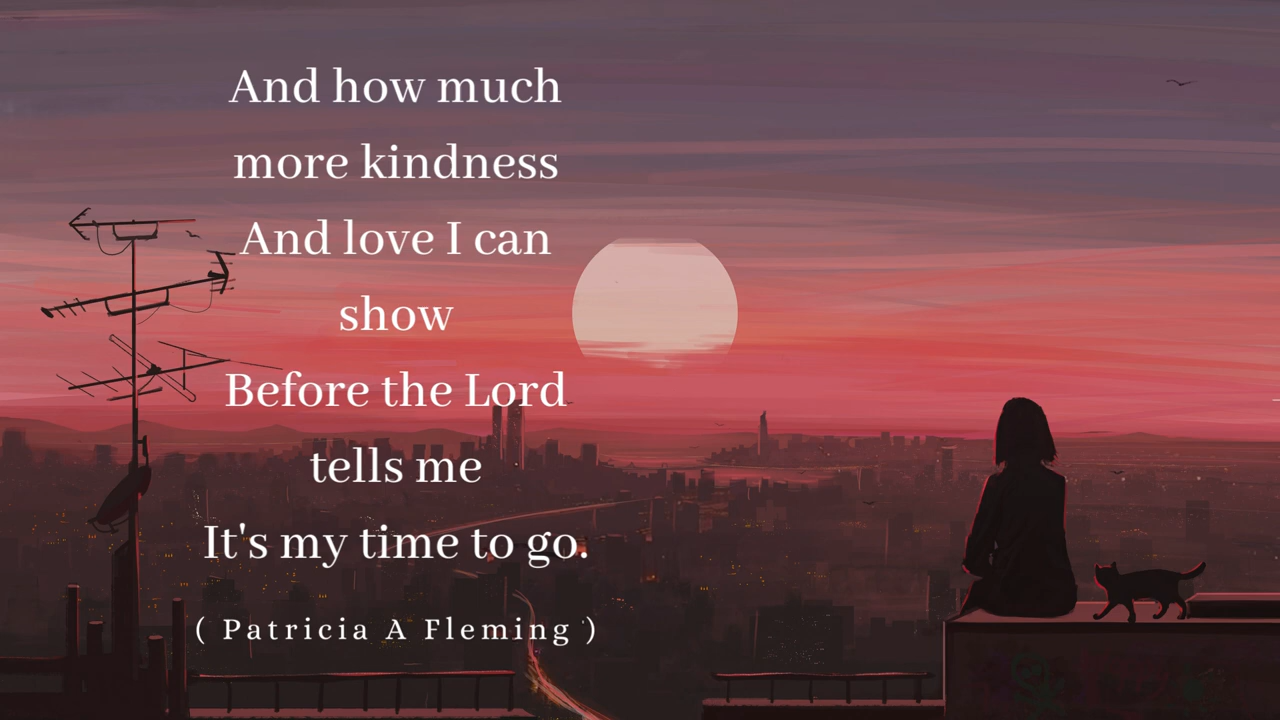 And how much
more kindness
And love I can
show
Before the Lord
tells me
It's my time to go.
( Patricia A Fleming )